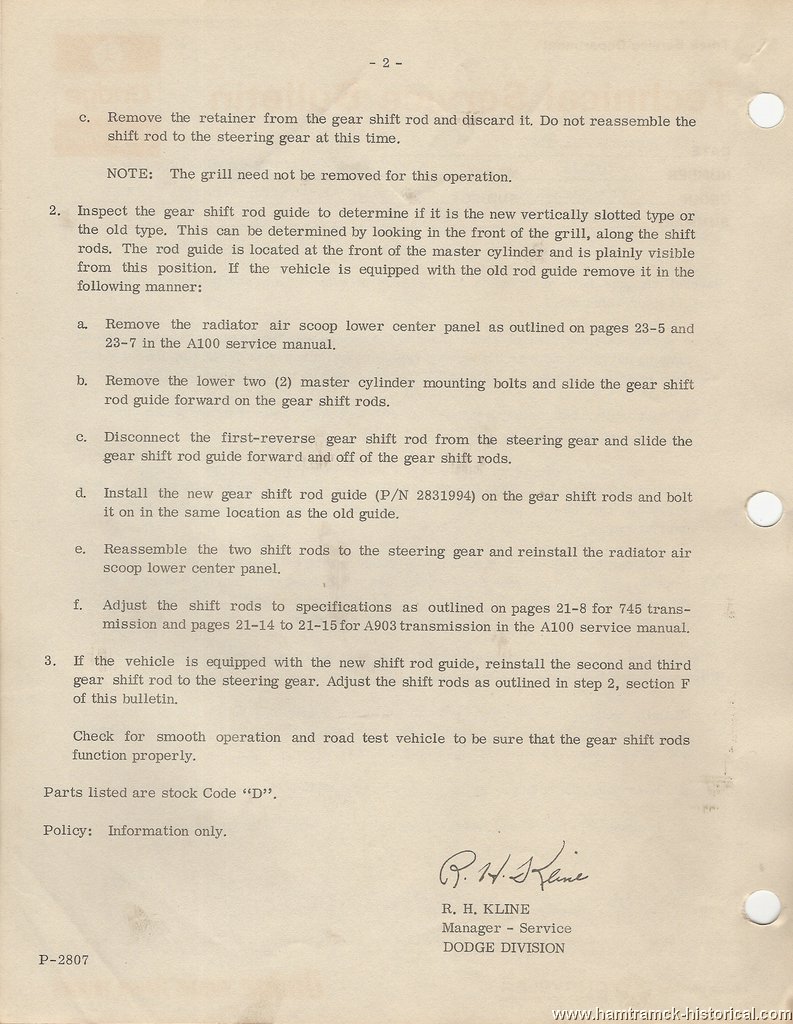 - 2 -
c. Remove the retainer from the gear shift rod and discard it. Do not reassemble the
shift rod to the steering gear at this time.
NOTE: The grill need not be removed for this operation.
2. Inspect the gear shift rod guide to determine if it is the new vertically slotted type or
the old type. This can be determined by looking in the front of the grill, along the shift
rods. The rod guide is located at the front of the master cylinder and is plainly visible
from this position. If the vehicle is equipped with the old rod guide remove it in the
following manner:
a. Remove the radiator air scoop lower center panel as outlined on pages 23-5 and
23-7 in the A100 service manual.
b. Remove the lower two (2) master cylinder mounting bolts and slide the gear shift
rod guide forward on the gear shift rods.
c. Disconnect the first-reverse gear shift rod from the steering gear and slide the
gear shift rod guide forward and off of the gear shift rods.
d. Install the new gear shift rod guide (P/N 2831994) on the gear shift rods and bolt
it on in the same location as the old guide.
e. Reassemble the two shift rods to the steering gear and reinstall the radiator air
scoop lower center panel.
f. Adjust the shift rods to specifications as outlined on pages 21-8 for 745 trans-
mission and pages 21-14 to 21-15 for A903 transmission in the A100 service manual.
3. If the vehicle is equipped with the new shift rod guide, reinstall the second and third
gear shift rod to the steering gear. Adjust the shift rods as outlined in step 2, section F
of this bulletin.
Check for smooth operation and road test vehicle to be sure that the gear shift rods
function properly.
Parts listed are stock Code “D”.
Policy: Information only.
R. H. Kline
R. H. KLINE
Manager - Service
DODGE DIVISION
P-2807
www.hamtramck-historical.com